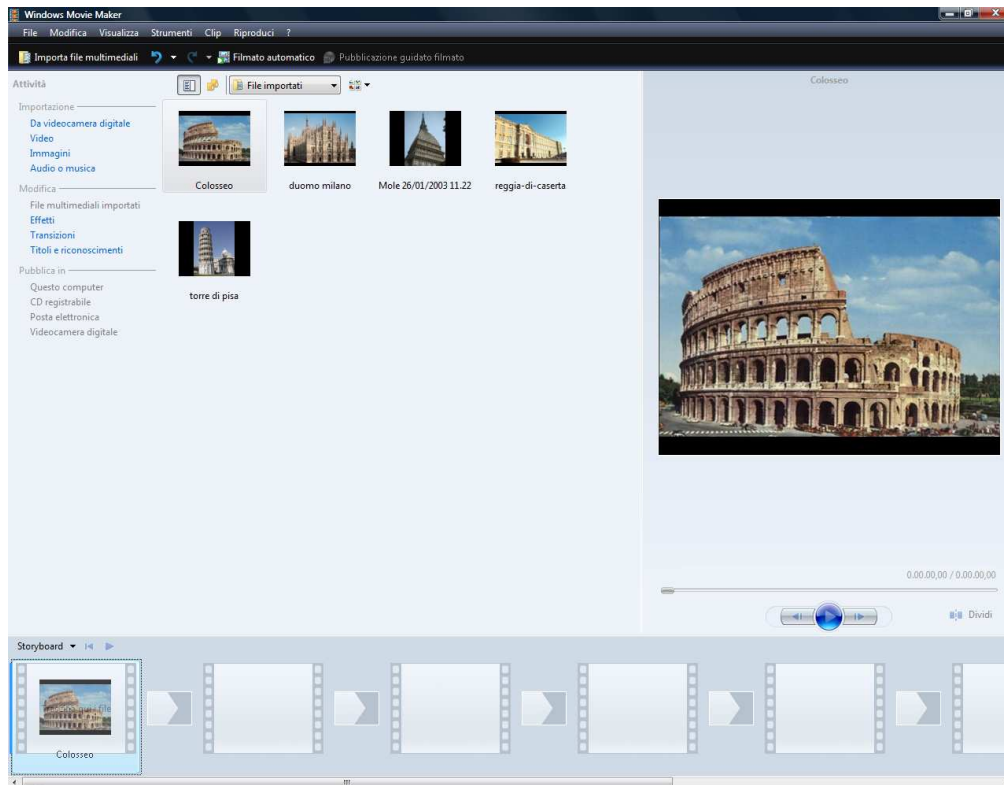 Windows Movie Maker
File Modifica Visualizza Strumenti Clip Riproduci ?
Importa file multimediali Filmato automatico Pubblicazione guidato filmato
Attività
File importati
Colosseo
Importazione
Da videocamera digitale
Video
Immagini
Audio o musica
Modifica
File multimediali importati
Effetti
Transizioni
Titoli e riconoscimenti
Pubblica in
Questo computer
CD registrabile
Posta elettronica
Videocamera digitale
Colosseo
duomo milano
Mole 26/01/2003 11.22
reggia-di-caserta
torre di pisa
0.00.00,00 / 0.00.00,00
Dividi
Storyboard
file
Colosseo